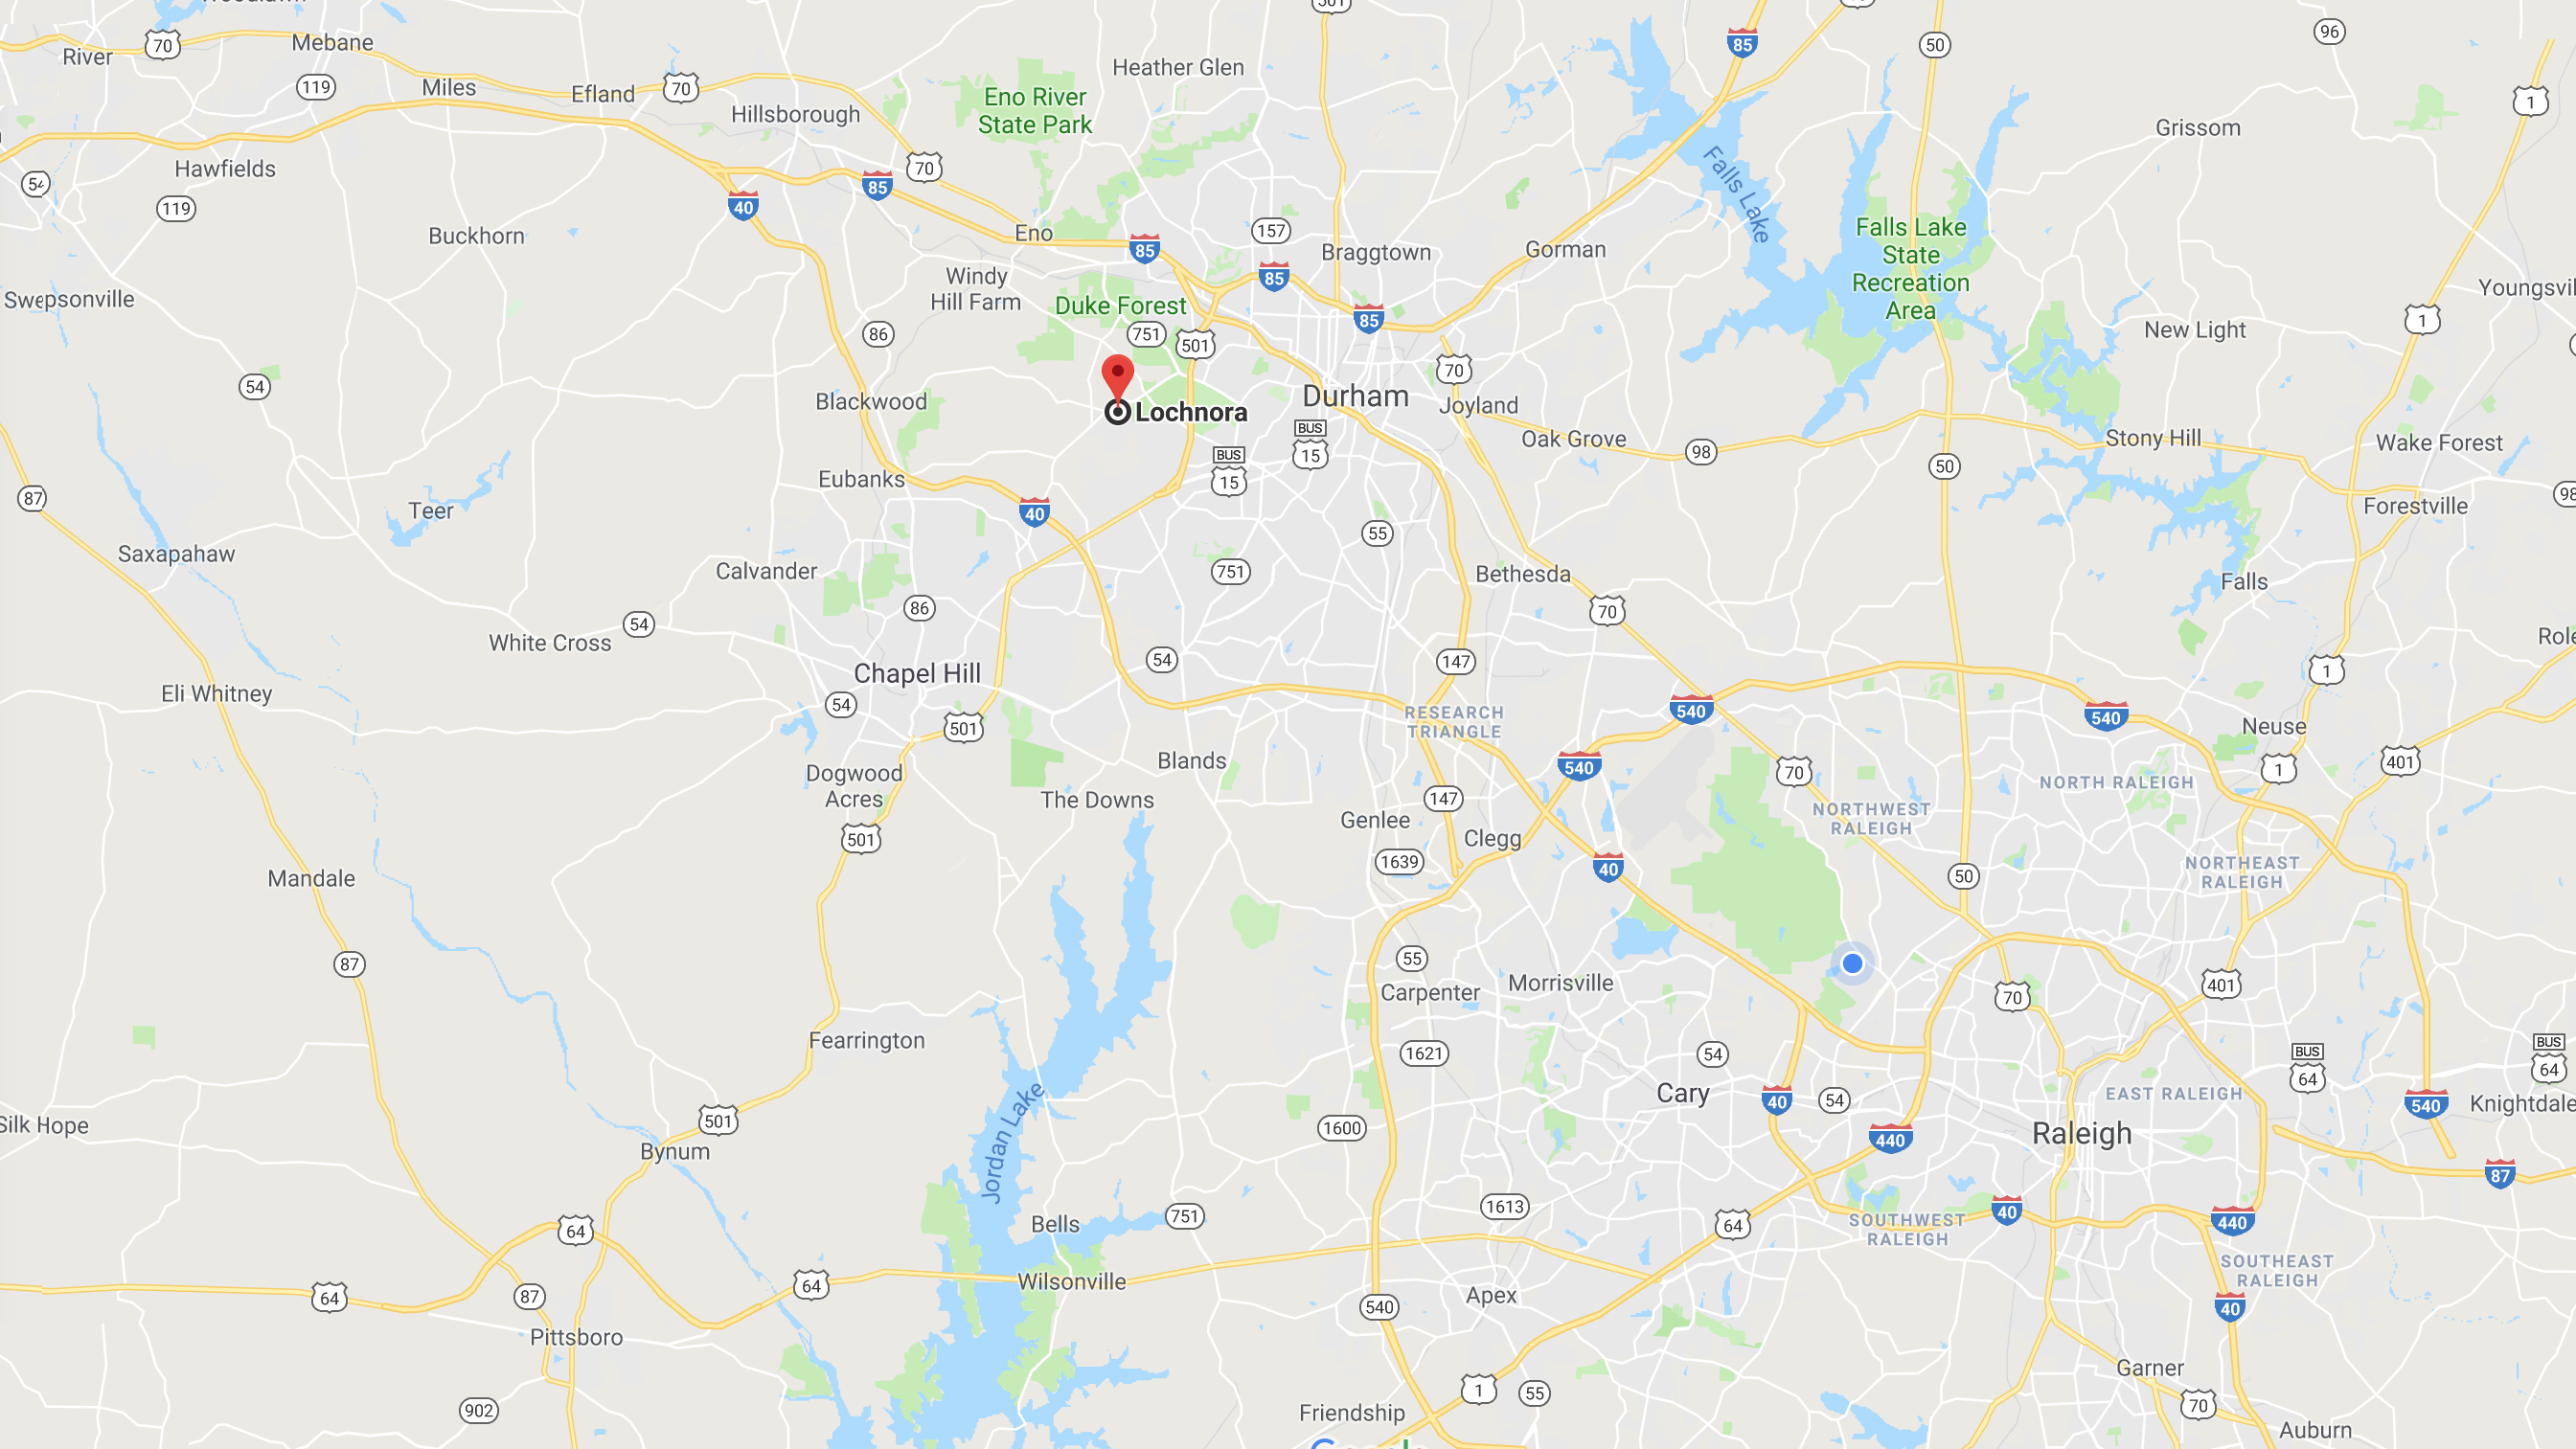 501
70
River
Mebane
119
Miles
Efland
70
Hillsborough
Heather Glen
Eno River
State Park
85
50
96
1
Grissom
Hawfields
54
119
70
85
40
Buckhorn
Eno
85
157
85
Braggtown
Gorman
Falls Lake
Falls Lake
State
Recreation
Area
Windy
Hill Farm
Swepsonville
Duke Forest
751
501
86
85
New Light
1
54
Blackwood
Lochnora
Durham
70
Joyland
Oak Grove
98
50
Stony Hill
Wake Forest
BUS
15
BUS
15
Eubanks
40
87
Teer
Forestville
98
Saxapahaw
Calvander
55
751
Bethesda
Falls
86
70
54
White Cross
Chapel Hill
54
147
1
Eli Whitney
54
501
RESEARCH
TRIANGLE
540
540
Neuse
Dogwood
Acres
Blands
540
70
1
401
NORTH RALEIGH
The Downs
147
NORTHWEST
RALEIGH
501
Genlee
Clegg
1639
40
50
NORTHEAST
RALEIGH
Mandale
87
55
Carpenter
Morrisville
70
401
Fearrington
1621
54
BUS
64
BUS
64
Jordan Lake
Cary
40
54
EAST RALEIGH
540
Knightdale
Silk Hope
501
Bynum
1600
440
Raleigh
87
64
Bells
751
1613
64
SOUTHWEST
RALEIGH
40
440
64
87
64
Wilsonville
540
Apex
SOUTHEAST
RALEIGH
40
Pittsboro
902
1
55
Friendship
Garner
70
Auburn